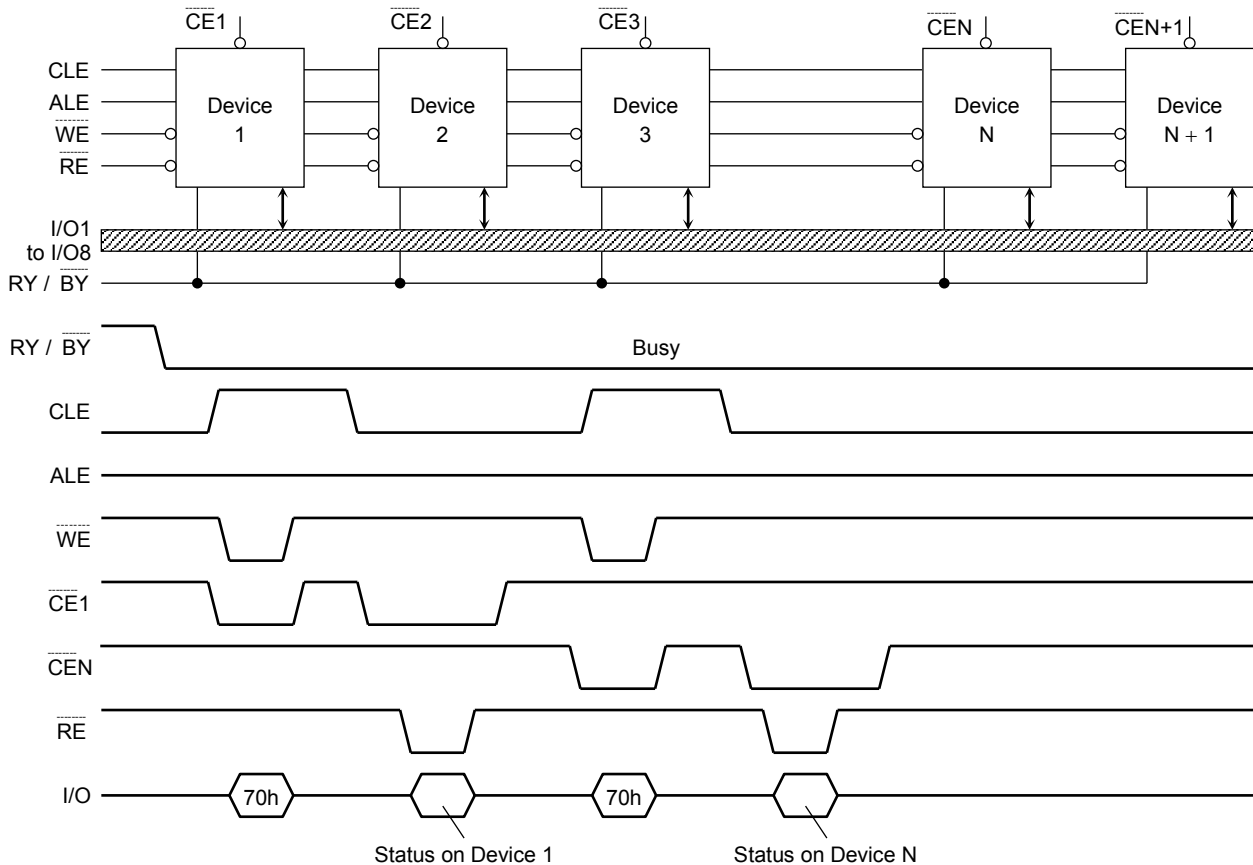 CE1 CE2 CE3 CEN CEN+1
CLE
ALE
WE
RE
Device 1
Device 2
Device 3
Device N
Device N + 1
I/O1 to I/O8
RY / BY
RY / BY
Busy
CLE
ALE
WE
CE1
CEN
RE
I/O
70h
70h
Status on Device 1
Status on Device N